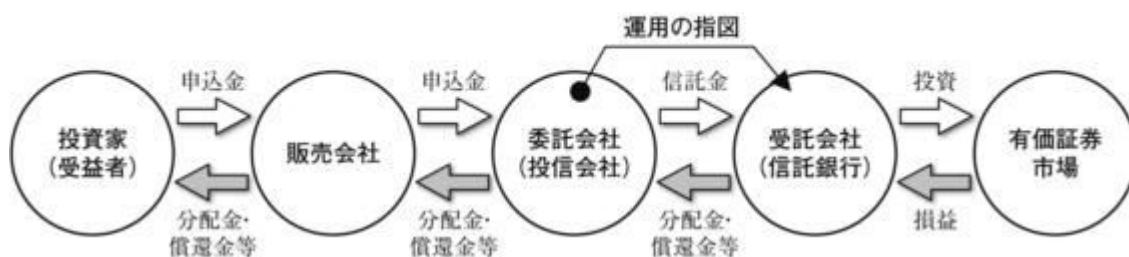 運用の指図
申込金
申込金
信託金
投資
投資家
(受益者)
販売会社
委託会社
(投信会社)
受託会社
(信託銀行)
有価証券
市場
分配金・
償還金等
分配金・
償還金等
分配金・
償還金等
損益